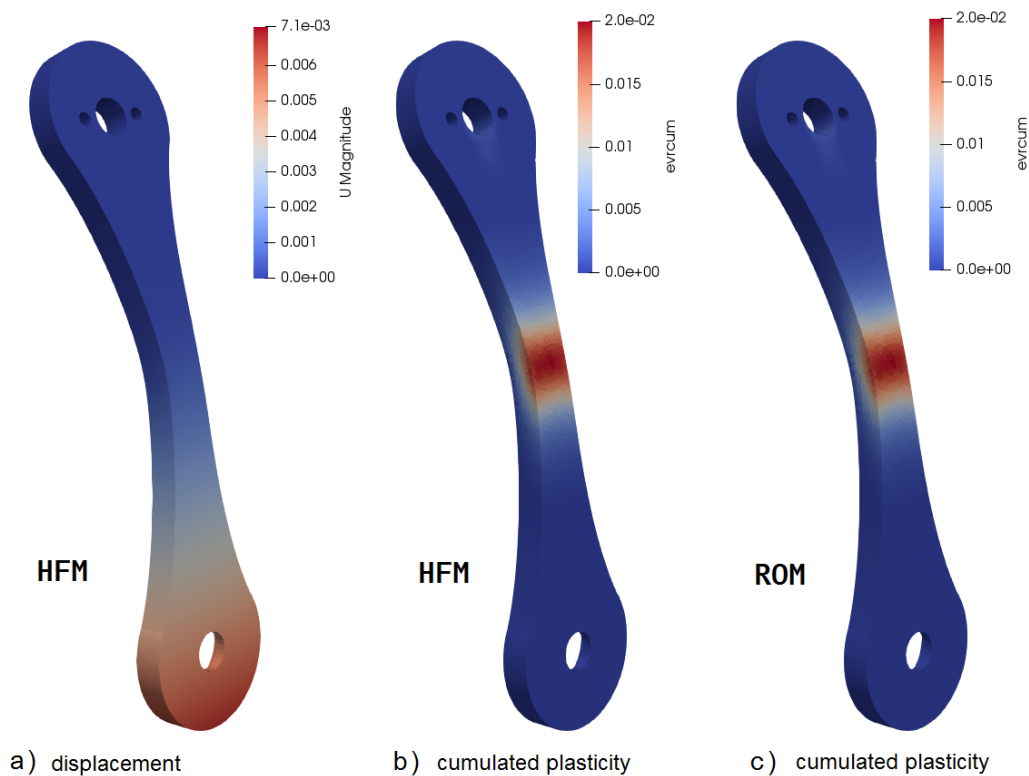 7.1e-03
0.006
0.005
0.004
0.003
0.002
0.001
0.0e+00
U Magnitude
2.0e-02
0.015
0.01
0.005
0.0e+00
evrcum
2.0e-02
0.015
0.01
0.005
0.0e+00
evrcum
HFM
HFM
ROM
a) displacement
b) cumulated plasticity
c) cumulated plasticity